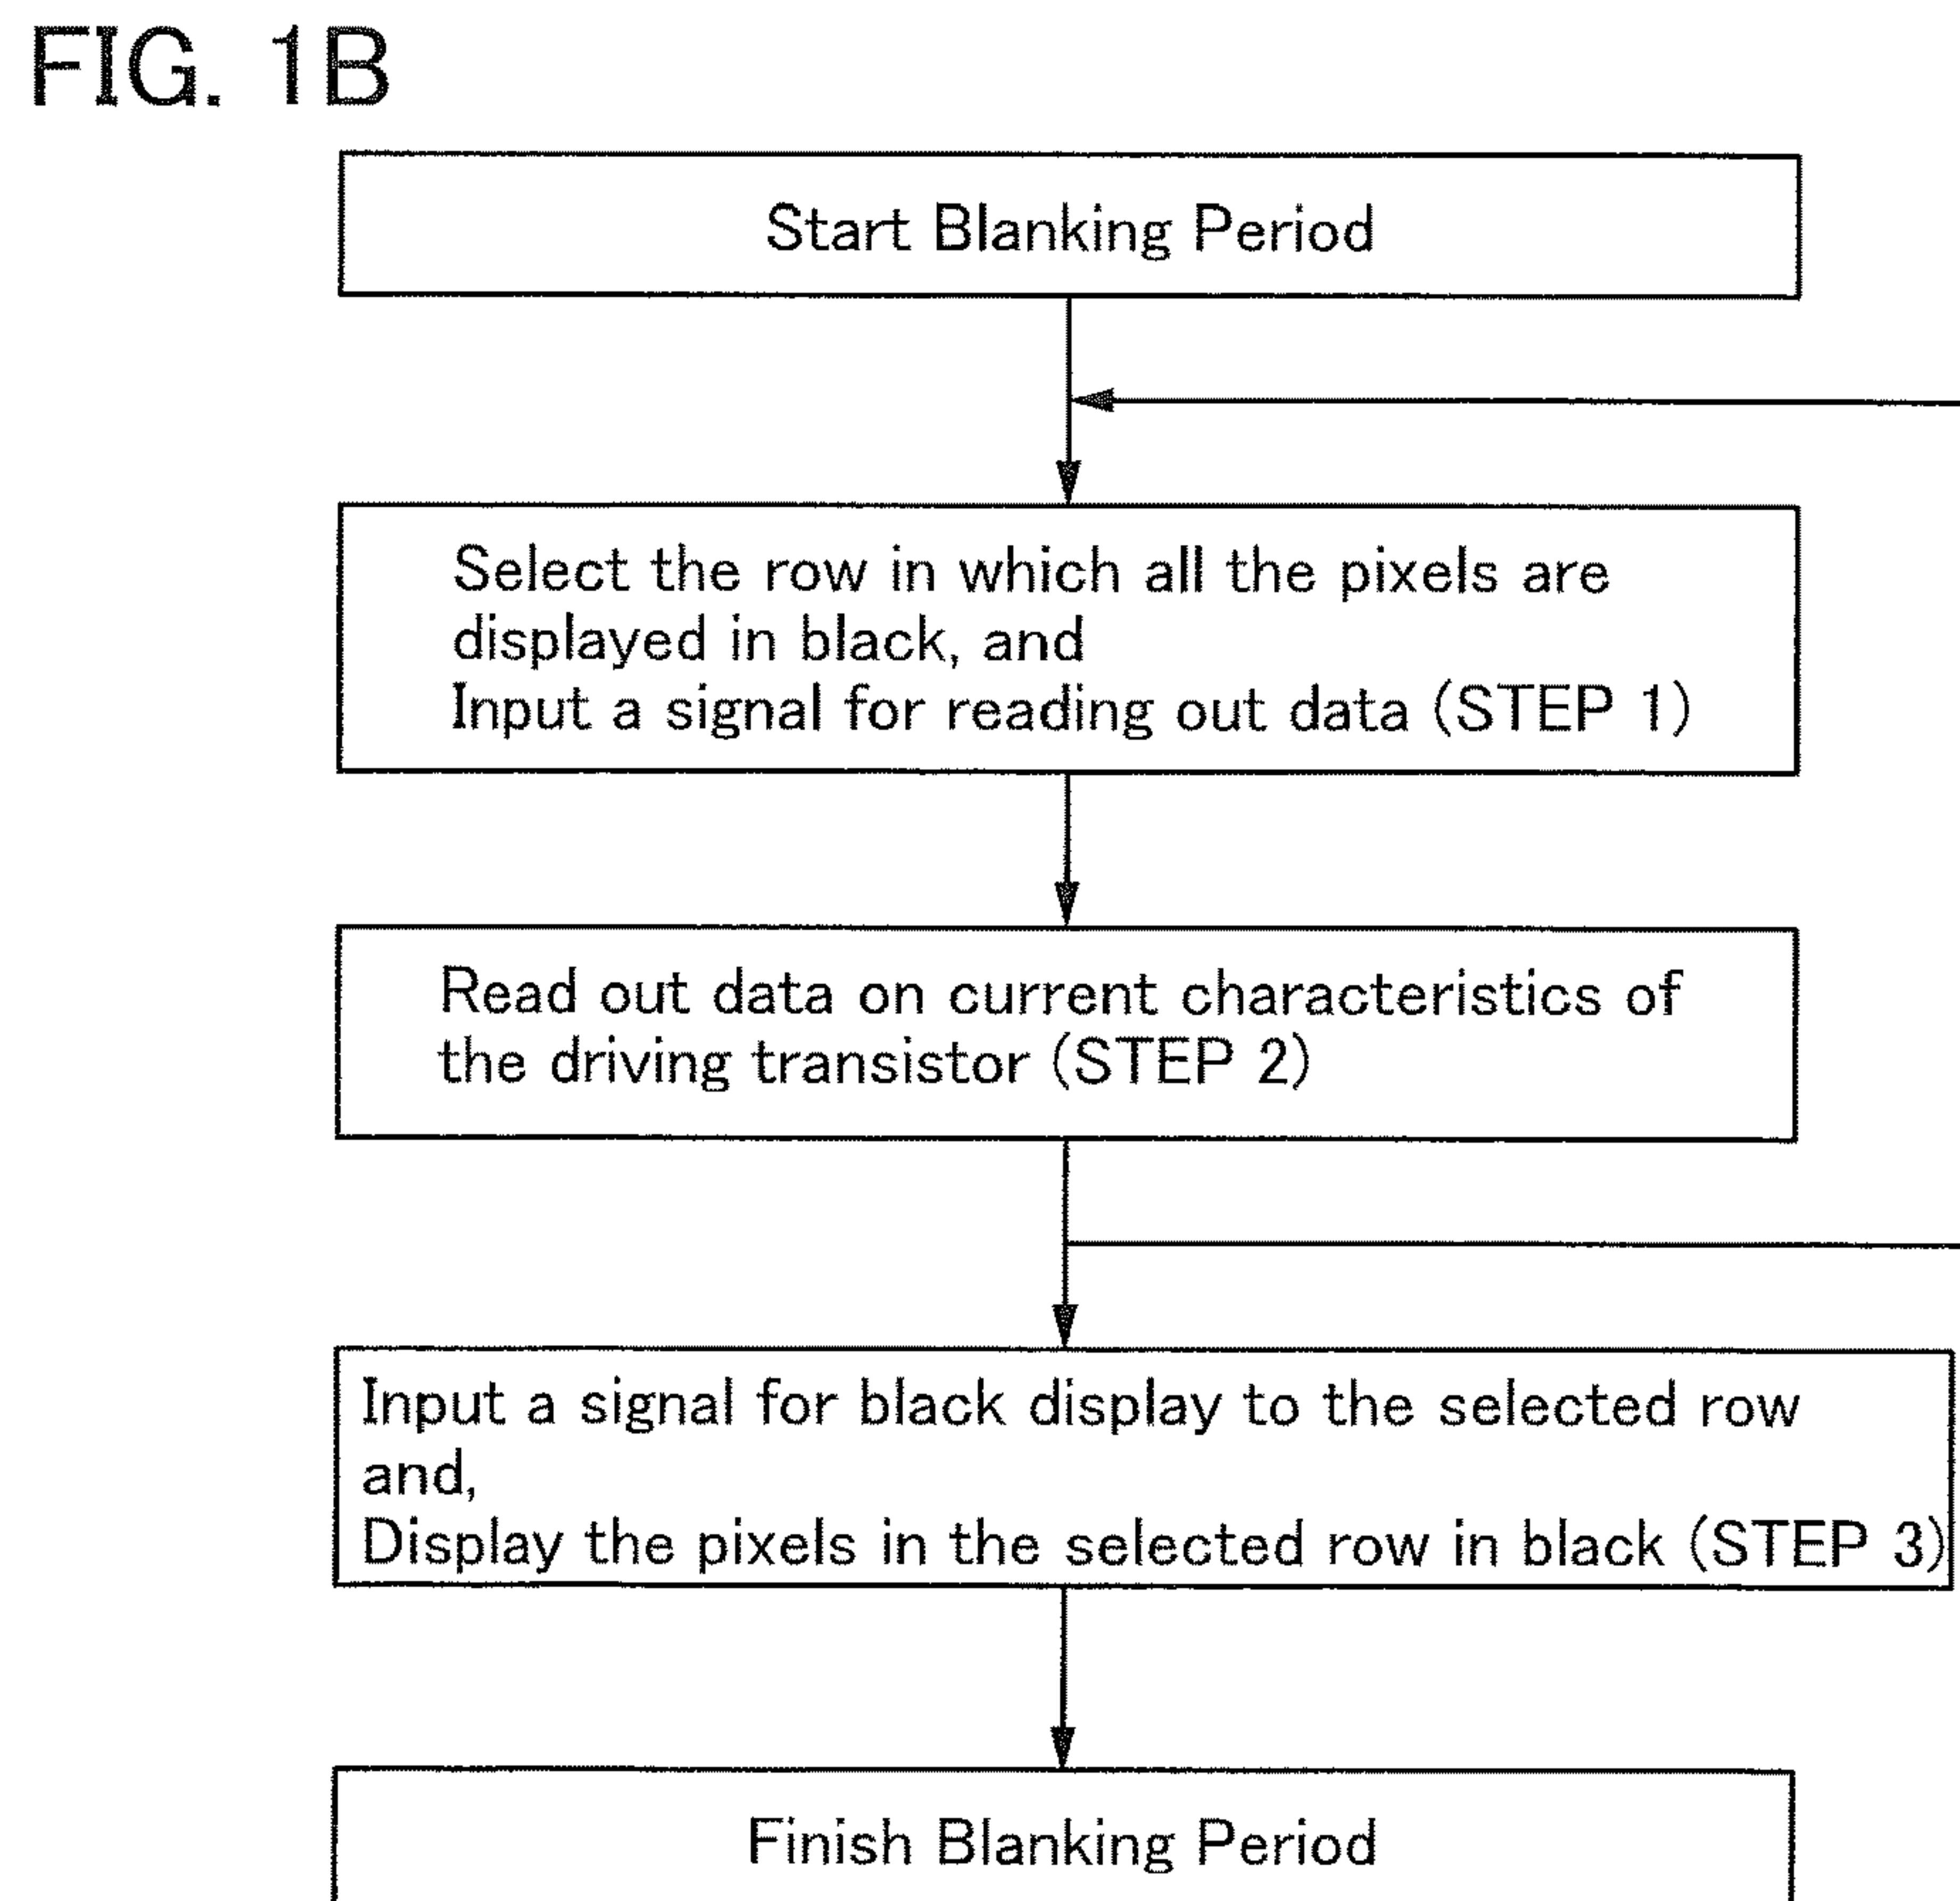 FIG. 1B
Start Blanking Period
Select the row in which all the pixels are
displayed in black, and
Input a signal for reading out data (STEP 1)
Read out data on current characteristics of
the driving transistor (STEP 2)
Input a signal for black display to the selected row
and,
Display the pixels in the selected row in black (STEP 3)
Finish Blanking Period